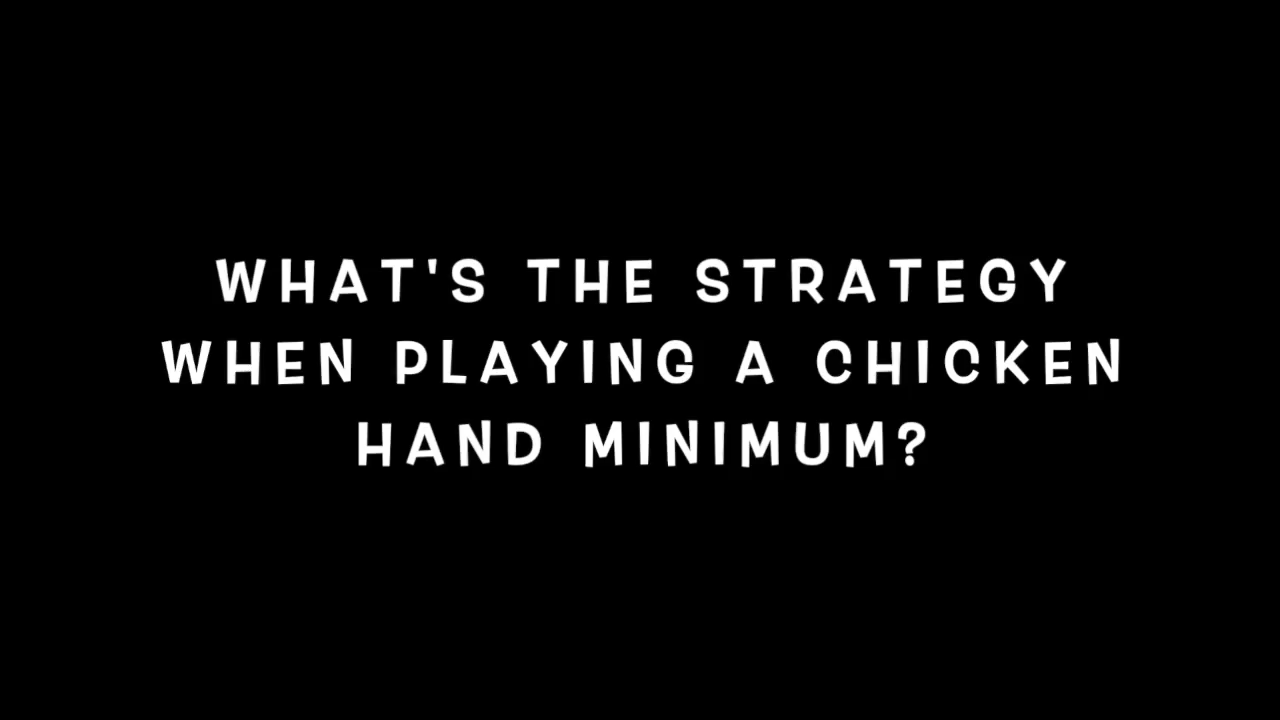 WHAT'S THE STRATEGY
WHEN PLAYING A CHICKEN
HAND MINIMUM?